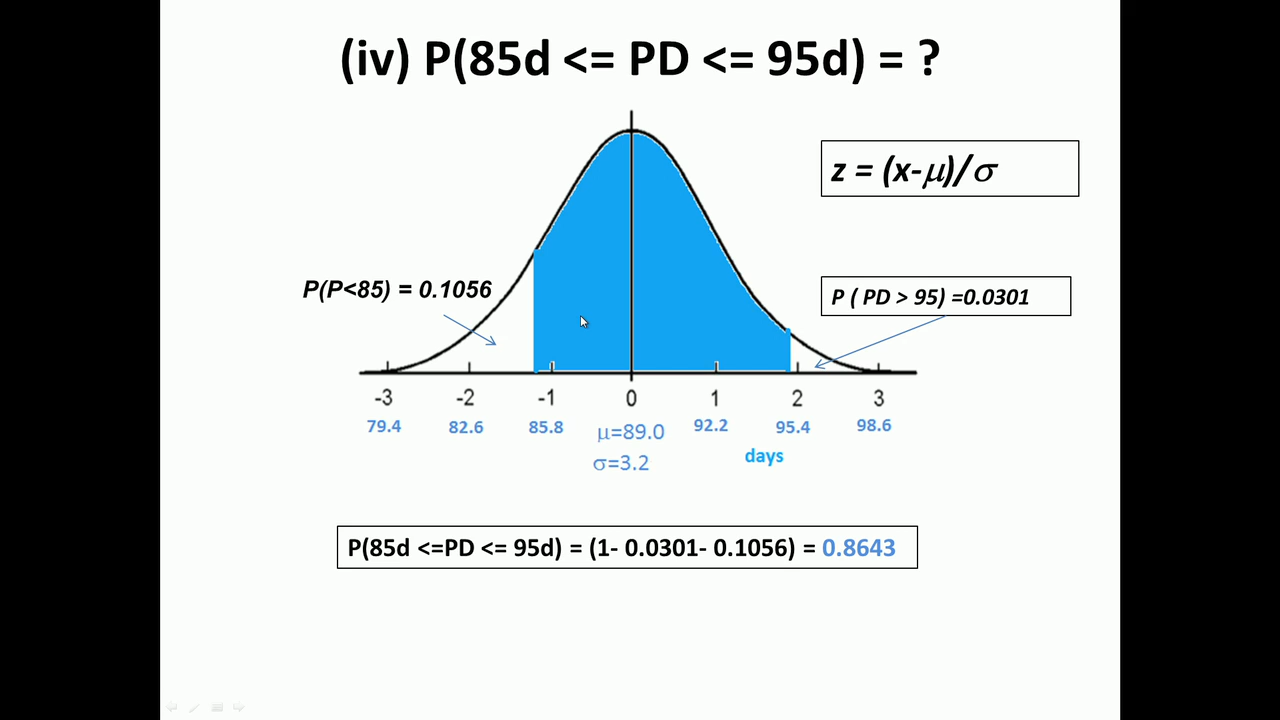 (iv) P(85d <= PD <= 95d) = ?
z = (x-μ)/σ
P(P<85) = 0.1056
P ( PD > 95) =0.0301
-3 -2 -1 0 1 2 3
79.4 82.6 85.8 μ=89.0 92.2 95.4 98.6
σ=3.2 days
P(85d <=PD <= 95d) = (1- 0.0301- 0.1056) = 0.8643